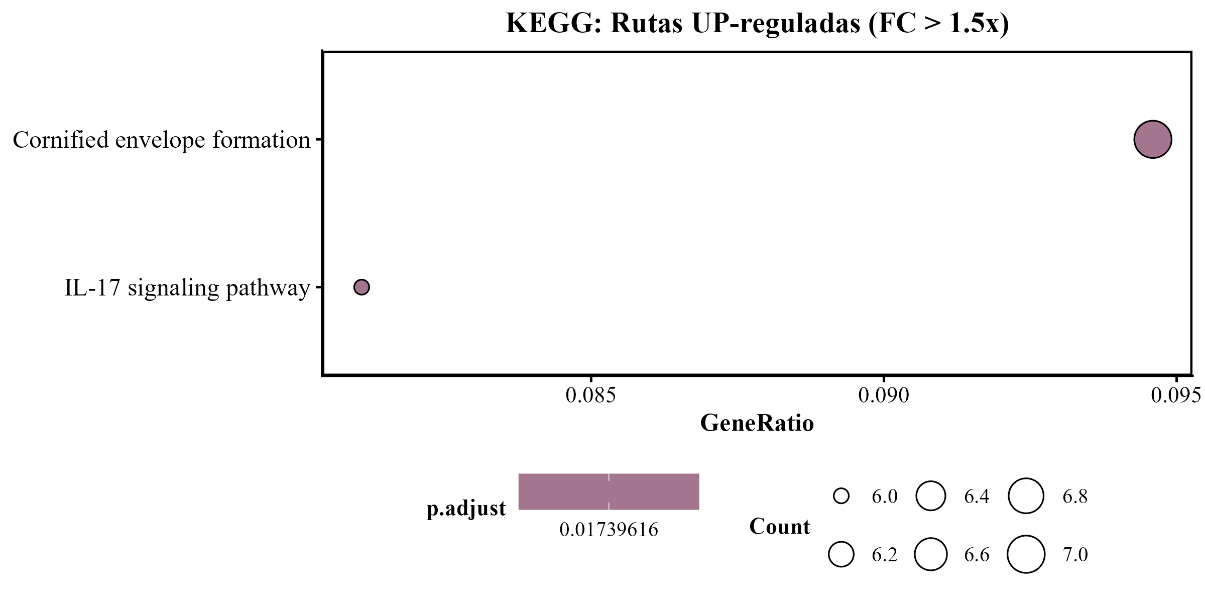 KEGG: Rutas UP-reguladas (FC > 1.5x)
Cornified envelope formation
IL-17 signaling pathway
0.085 0.090 0.095
GeneRatio
p.adjust
0.01739616
Count
6.0 6.4 6.8
6.2 6.6 7.0